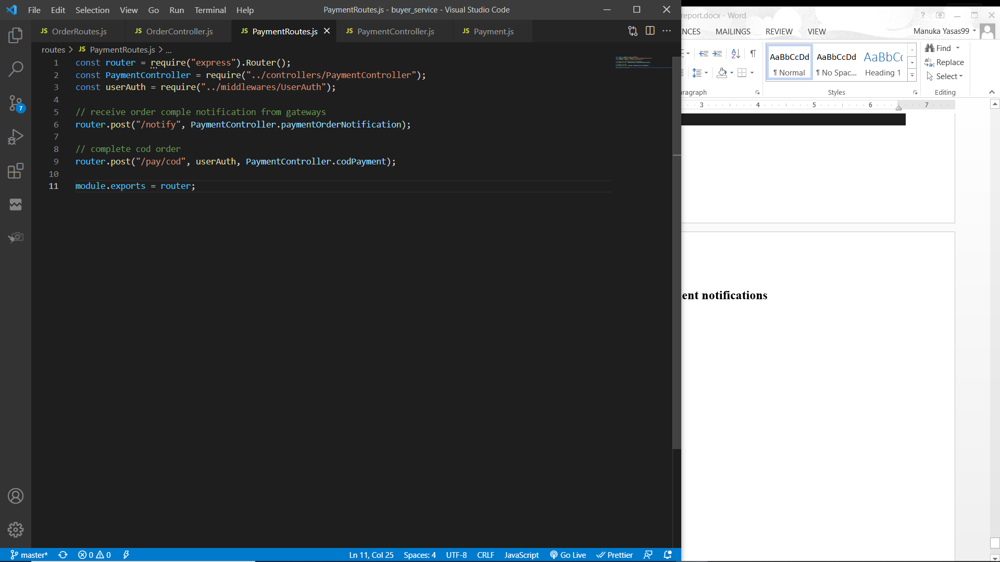 File Edit Selection View Go Run Terminal Help PaymentRoutes.js - buyer_service - Visual Studio Code
JS OrderRoutes.js JS OrderController.js JS PaymentRoutes.js JS PaymentController.js JS Payment.js
routes > JS PaymentRoutes.js > ...
1 const router = require("express").Router();
2 const PaymentController = require("../controllers/PaymentController");
3 const userAuth = require("../middlewares/UserAuth");
4
5 // receive order comple notification from gateways
6 router.post("/notify", PaymentController.paymentOrderNotification);
7
8 // complete cod order
9 router.post("/pay/cod", userAuth, PaymentController.codPayment);
10
11 module.exports = router;
7
master* 0 0 Ln 11, Col 25 Spaces: 4 UTF-8 CRLF JavaScript Go Live Prettier
report.docx - Word
NCES MAILINGS REVIEW VIEW Manuka Yasas99
AaBbCcDd AaBbCcDd AaBbCc
¶ Normal ¶ No Spac... Heading 1
Find
Replace
Select
ragraph Styles Editing
3 4 5 6 7
ent notifications